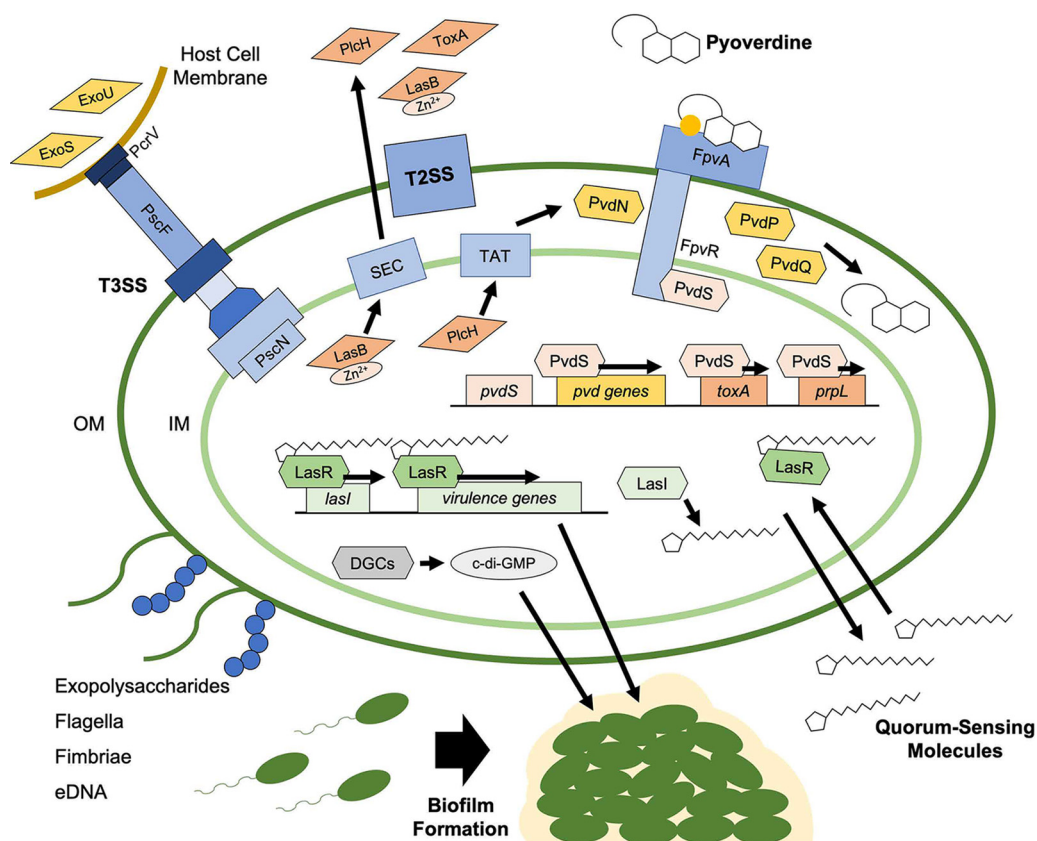 Host Cell
Membrane
ExoU
ExoS
PcrV
PscF
T3SS
PscN
PlcH
ToxA
LasB
Zn²⁺
T2SS
SEC
TAT
LasB
Zn²⁺
PlcH
PvdN
Pyoverdine
FpvA
FpvR
PvdS
PvdP
PvdQ
OM
IM
PvdS
PvdS
PvdS
pvdS
pvd genes
toxA
prpL
LasR
LasR
lasI
virulence genes
LasI
LasR
DGCs
c-di-GMP
Exopolysaccharides
Flagella
Fimbriae
eDNA
Biofilm
Formation
Quorum-Sensing
Molecules